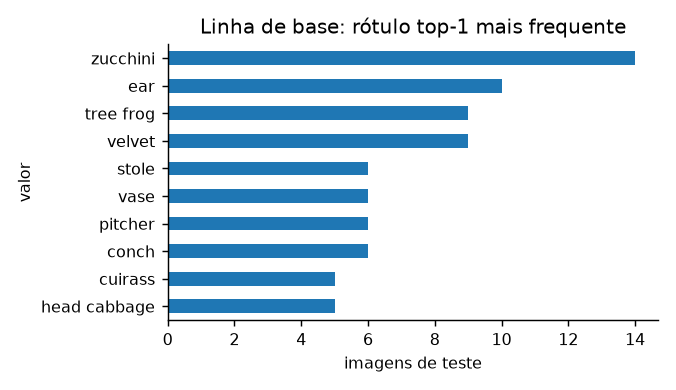 Linha de base: rótulo top-1 mais frequente
zucchini
ear
tree frog
velvet
stole
vase
pitcher
conch
cuirass
head cabbage
valor
0 2 4 6 8 10 12 14
imagens de teste